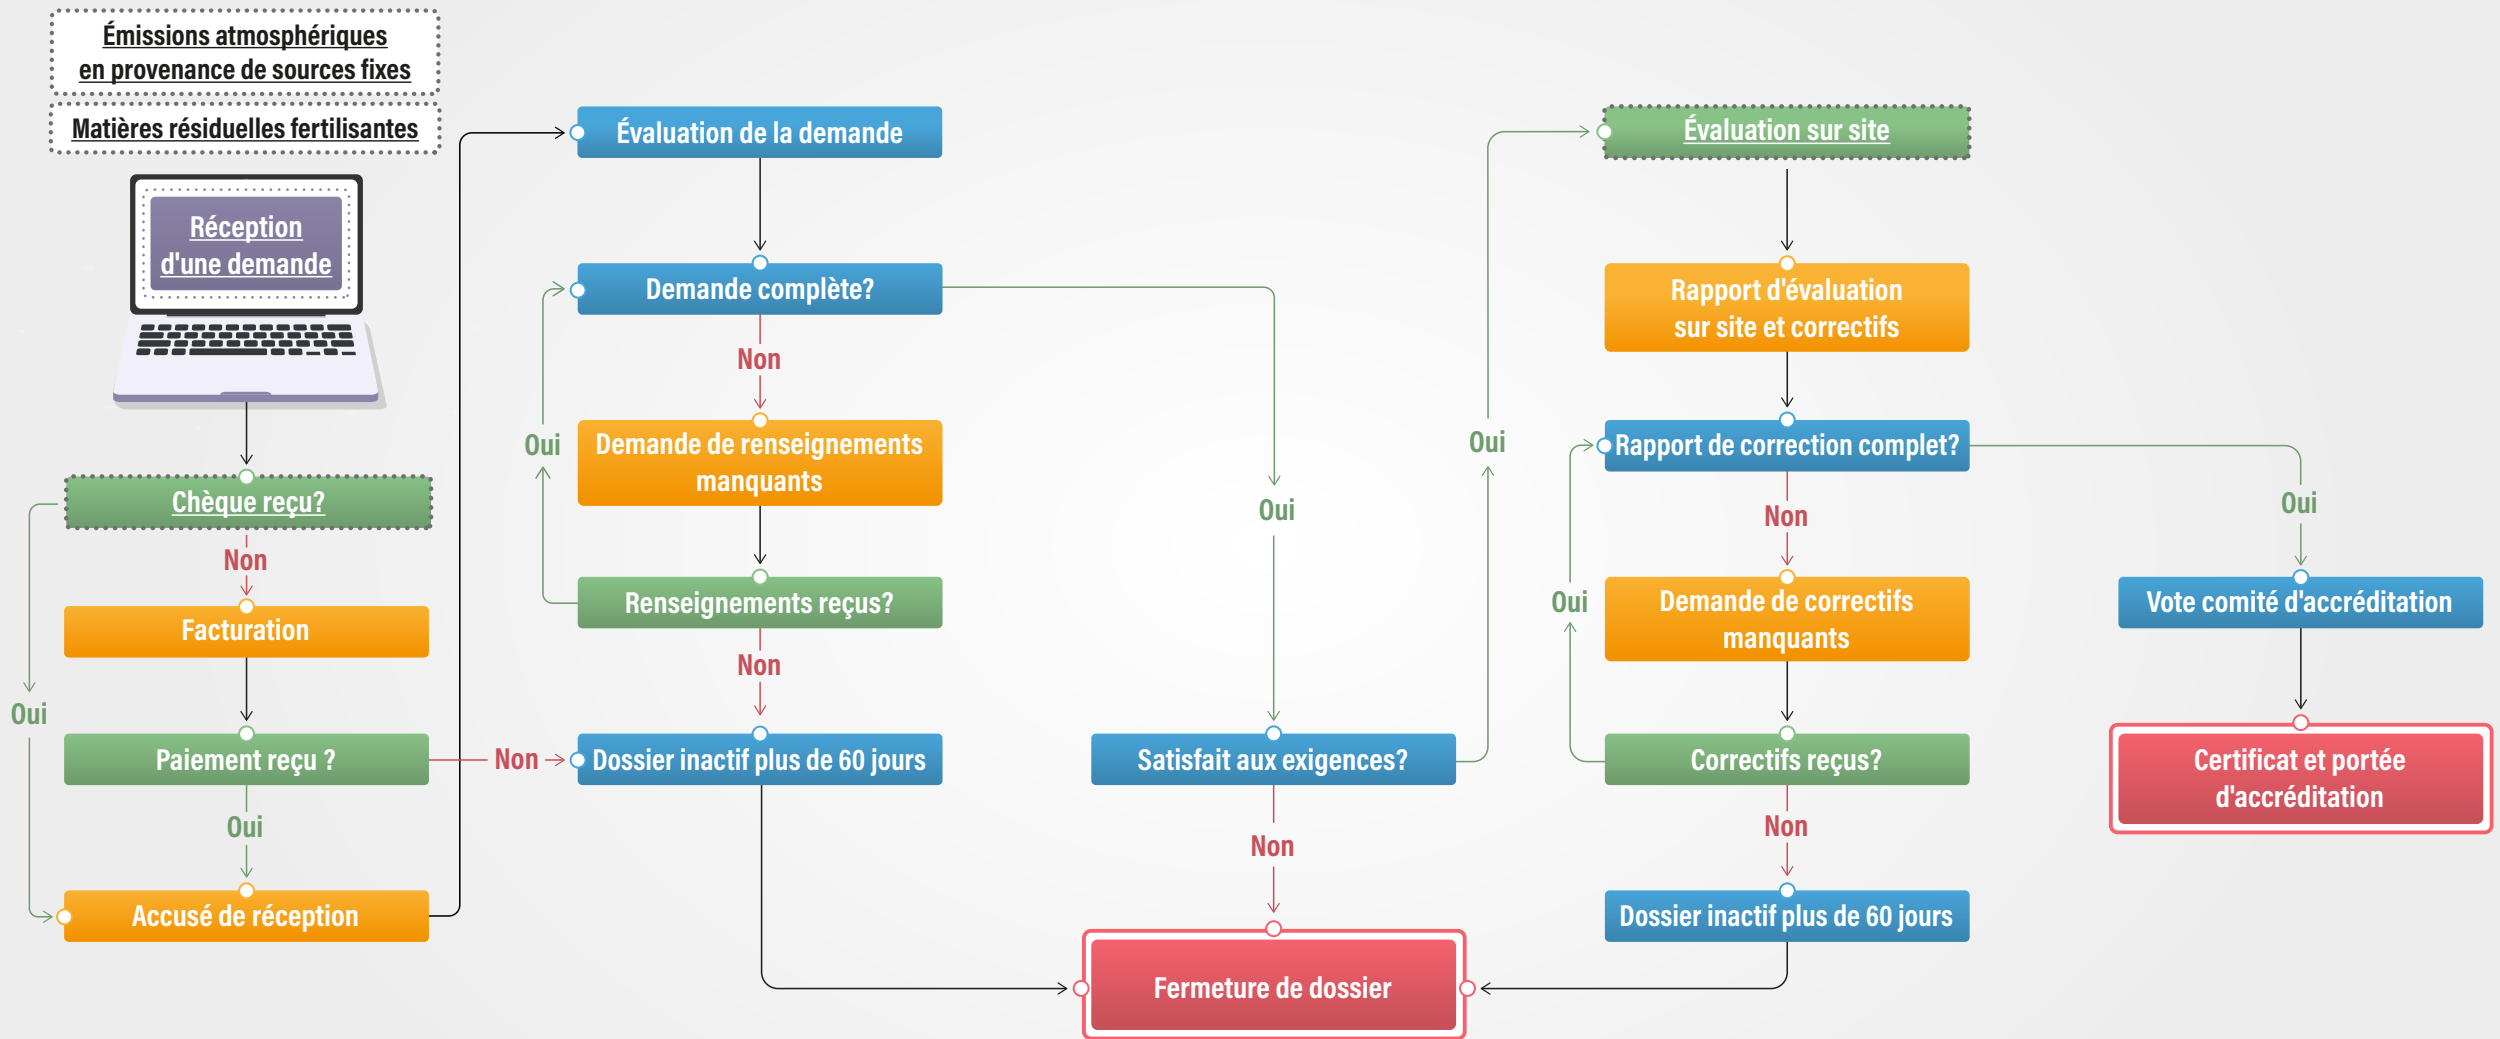 Émissions atmosphériques
en provenance de sources fixes
Matières résiduelles fertilisantes
Réception
d'une demande
Chèque reçu?
Non
Facturation
Oui
Paiement reçu ?
Non
Oui
Accusé de réception
Évaluation de la demande
Demande complète?
Non
Oui
Demande de renseignements
manquants
Renseignements reçus?
Non
Dossier inactif plus de 60 jours
Oui
Satisfait aux exigences?
Non
Fermeture de dossier
Oui
Évaluation sur site
Rapport d'évaluation
sur site et correctifs
Rapport de correction complet?
Non
Oui
Demande de correctifs
manquants
Correctifs reçus?
Non
Dossier inactif plus de 60 jours
Oui
Vote comité d'accréditation
Certificat et portée
d'accréditation